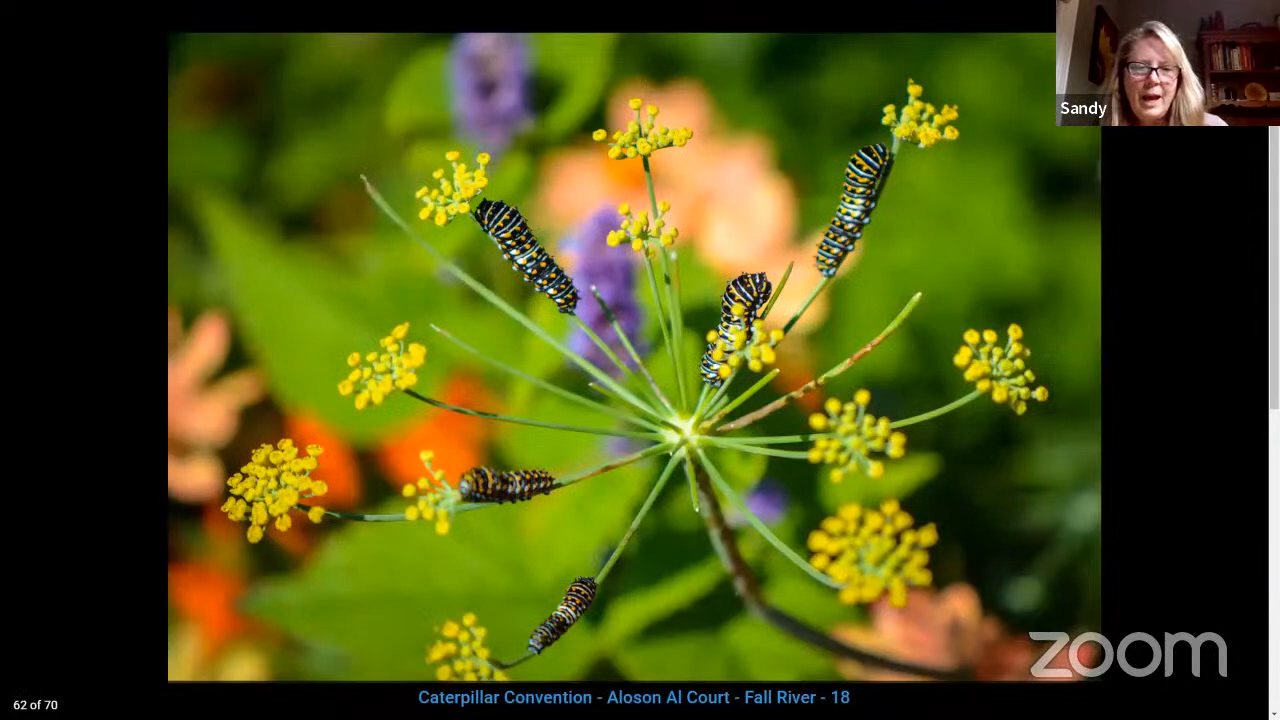 Sandy
zoom
Caterpillar Convention - Aloson Al Court - Fall River - 18
62 of 70